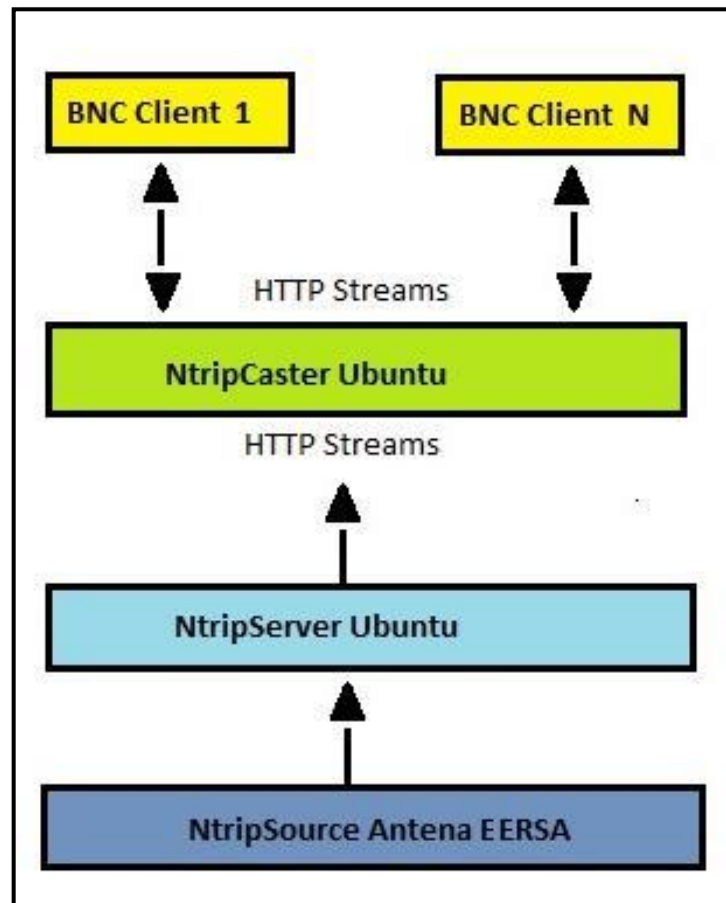 BNC Client 1
BNC Client N
HTTP Streams
NtripCaster Ubuntu
HTTP Streams
NtripServer Ubuntu
NtripSource Antena EERSA